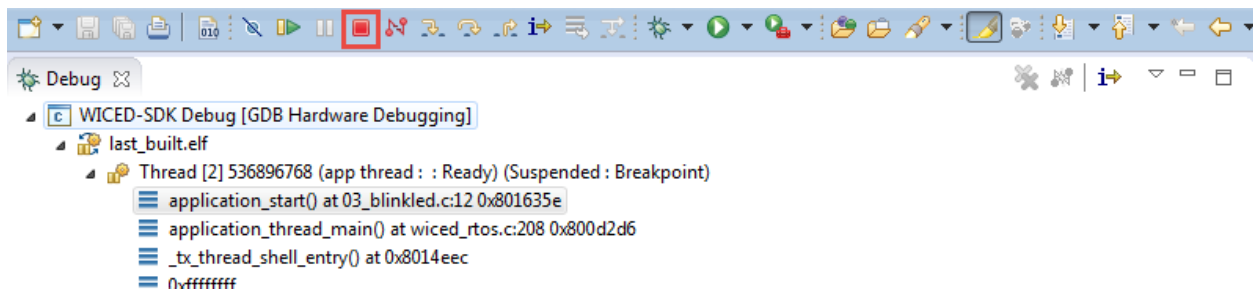 Debug
WICED-SDK Debug [GDB Hardware Debugging]
last_built.elf
Thread [2] 536896768 (app thread : : Ready) (Suspended : Breakpoint)
application_start() at 03_blinkled.c:12 0x801635e
application_thread_main() at wiced_rtos.c:208 0x800d2d6
_tx_thread_shell_entry() at 0x8014eec
0xffffffff